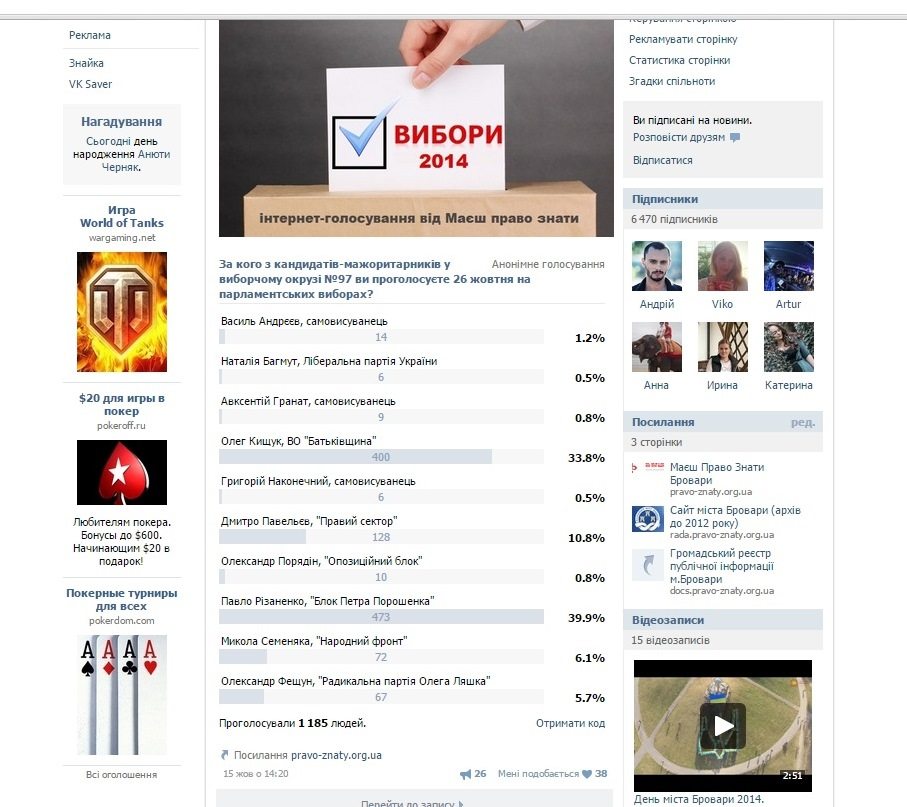 Реклама
Знайка
VK Saver
Нагадування
Сьогодні день
народження Анюти
Черняк.
Игра
World of Tanks
wargaming.net
$20 для игры в
покер
pokeroff.ru
Любителям покера.
Бонусы до $600.
Начинающим $20 в
подарок!
Покерные турниры
для всех
pokerdom.com
A A A A
Всі оголошення
ВИБОРИ
2014
інтернет-голосування від Маєш право знати
За кого з кандидатів-мажоритарників у
виборчому окрузі №97 ви проголосуєте 26 жовтня на
парламентських виборах?
Анонімне голосування
Василь Андрєєв, самовисуванець
14 1.2%
Наталія Багмут, Ліберальна партія України
6 0.5%
Авксентій Гранат, самовисуванець
9 0.8%
Олег Кищук, ВО "Батьківщина"
400 33.8%
Григорій Наконечний, самовисуванець
6 0.5%
Дмитро Павельєв, "Правий сектор"
128 10.8%
Олександр Порядін, "Опозиційний блок"
10 0.8%
Павло Різаненко, "Блок Петра Порошенка"
473 39.9%
Микола Семеняка, "Народний фронт"
72 6.1%
Олександр Фещун, "Радикальна партія Олега Ляшка"
67 5.7%
Проголосували 1 185 людей. Отримати код
Посилання pravo-znaty.org.ua
15 жов о 14:20 26 Мені подобається 38
Перейти до запису
Керування сторінкою
Рекламувати сторінку
Статистика сторінки
Згадки спільноти
Ви підписані на новини.
Розповісти друзям
Відписатися
Підписники
6 470 підписників
Андрій Viko Artur
Анна Ирина Катерина
Посилання ред.
3 сторінки
Маєш Право Знати
Бровари
pravo-znaty.org.ua
Сайт міста Бровари (архів
до 2012 року)
rada.pravo-znaty.org.ua
Громадський реєстр
публічної інформації
м.Бровари
docs.pravo-znaty.org.ua
Відеозаписи
15 відеозаписів
2:51
День міста Бровари 2014.